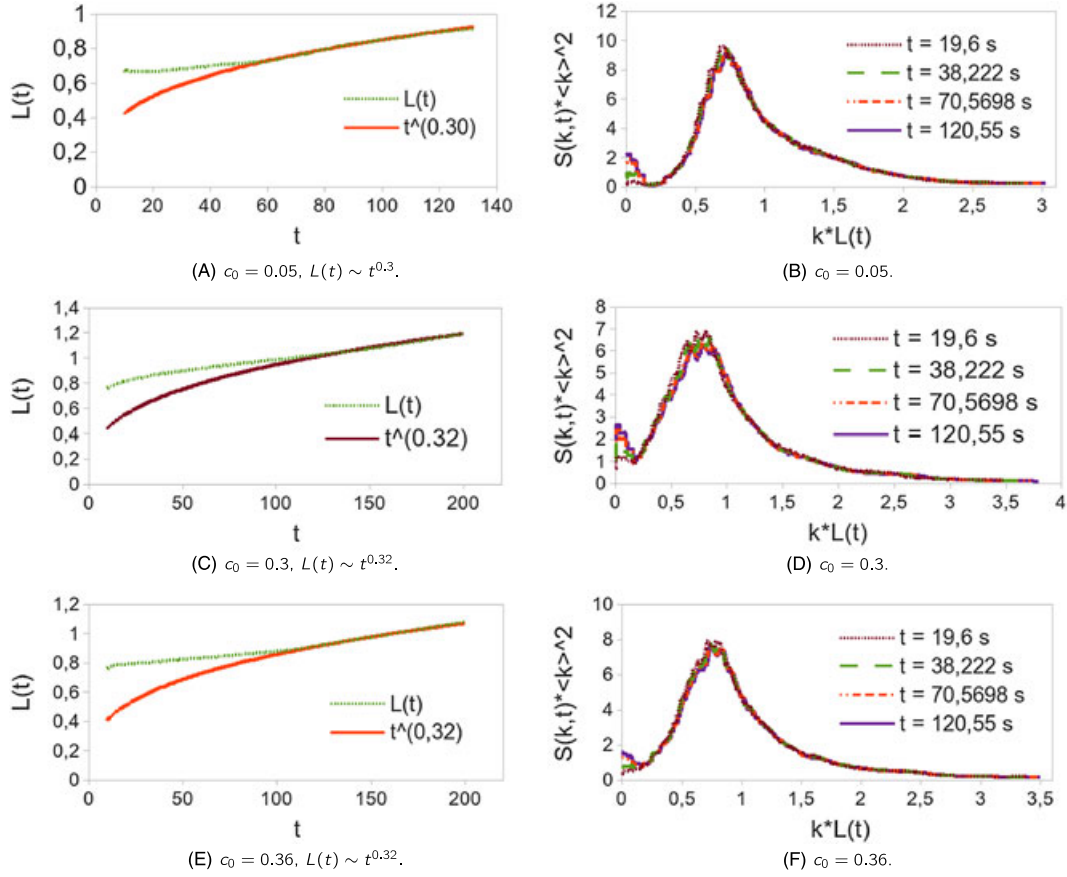 L(t)
1
0,8
0,6
0,4
0,2
0
0 20 40 60 80 100 120 140
t
L(t)
t^(0.30)
(A) c₀ = 0.05, L(t) ∼ t^0.3.
S(k,t)*<k>^2
12
10
8
6
4
2
0
0 0,5 1 1,5 2 2,5 3
k*L(t)
t = 19,6 s
t = 38,222 s
t = 70,5698 s
t = 120,55 s
(B) c₀ = 0.05.
L(t)
1,4
1,2
1
0,8
0,6
0,4
0,2
0
0 50 100 150 200
t
L(t)
t^(0.32)
(C) c₀ = 0.3, L(t) ∼ t^0.32.
S(k,t)*<k>^2
8
7
6
5
4
3
2
1
0
0 0,5 1 1,5 2 2,5 3 3,5 4
k*L(t)
t = 19,6 s
t = 38,222 s
t = 70,5698 s
t = 120,55 s
(D) c₀ = 0.3.
L(t)
1,2
1
0,8
0,6
0,4
0,2
0
0 50 100 150 200
t
L(t)
t^(0,32)
(E) c₀ = 0.36, L(t) ∼ t^0.32.
S(k,t)*<k>^2
10
8
6
4
2
0
0 0,5 1 1,5 2 2,5 3 3,5
k*L(t)
t = 19,6 s
t = 38,222 s
t = 70,5698 s
t = 120,55 s
(F) c₀ = 0.36.